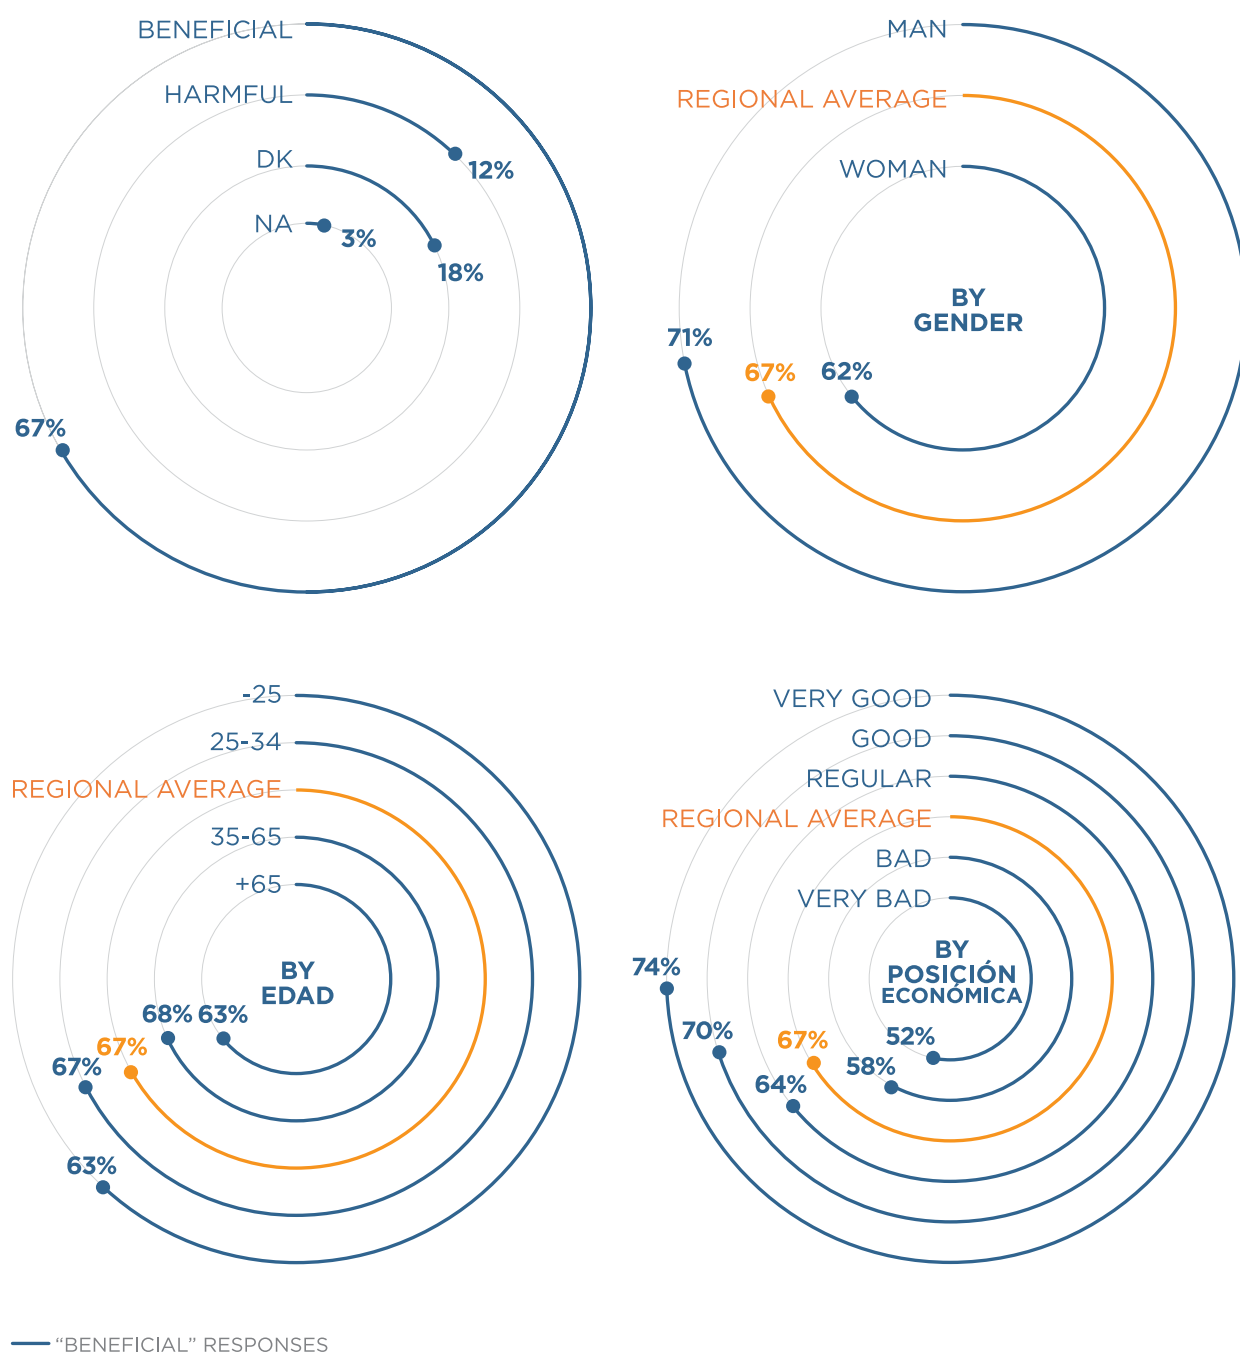 BENEFICIAL
HARMFUL
DK
NA
12%
3%
18%
67%
MAN
REGIONAL AVERAGE
WOMAN
BY
GENDER
71%
67%
62%
-25
25-34
REGIONAL AVERAGE
35-65
+65
BY
EDAD
68%
63%
67%
67%
63%
VERY GOOD
GOOD
REGULAR
REGIONAL AVERAGE
BAD
VERY BAD
BY
POSICIÓN
ECONÓMICA
74%
70%
67%
64%
58%
52%
“BENEFICIAL” RESPONSES